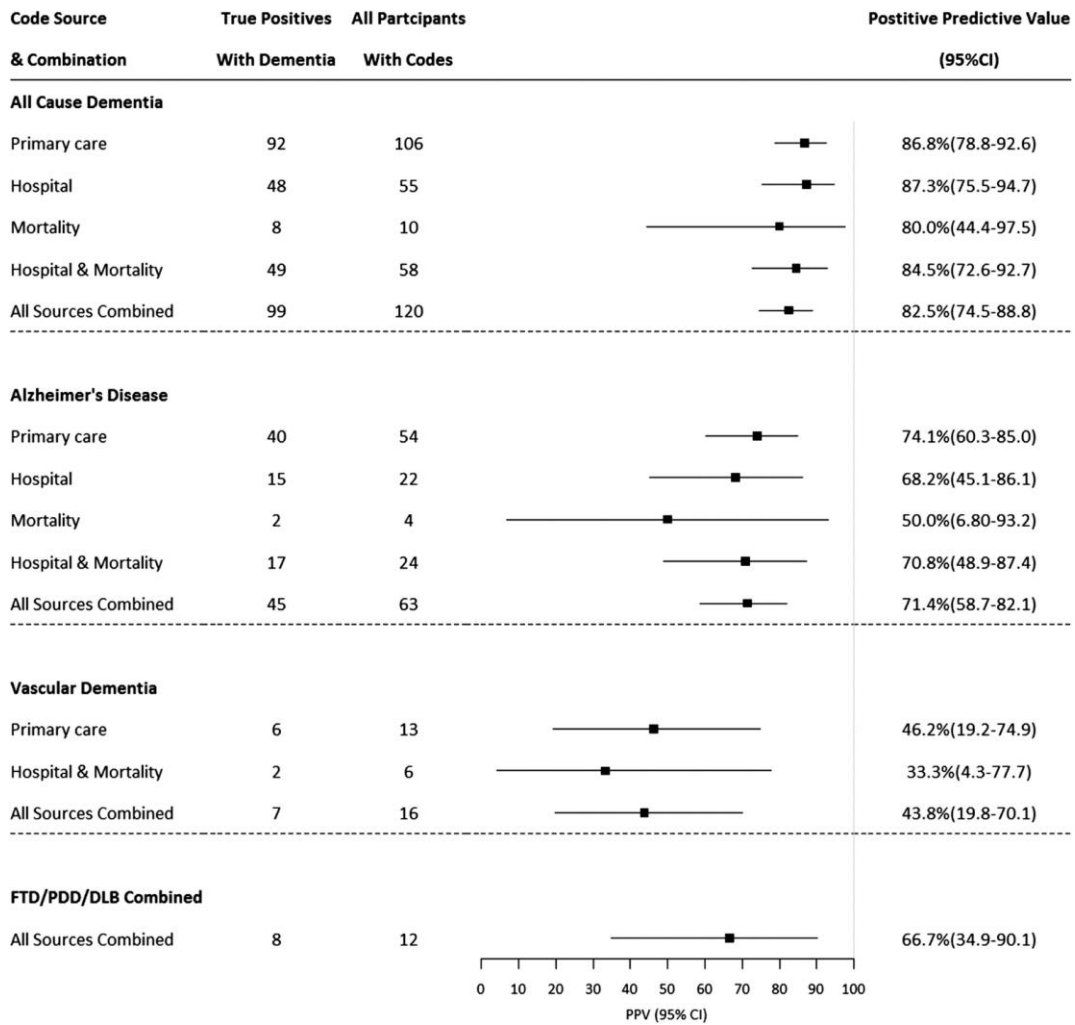 Code Source True Positives All Partcipants Postitive Predictive Value
& Combination With Dementia With Codes (95%CI)
All Cause Dementia
Primary care 92 106 86.8%(78.8-92.6)
Hospital 48 55 87.3%(75.5-94.7)
Mortality 8 10 80.0%(44.4-97.5)
Hospital & Mortality 49 58 84.5%(72.6-92.7)
All Sources Combined 99 120 82.5%(74.5-88.8)
Alzheimer's Disease
Primary care 40 54 74.1%(60.3-85.0)
Hospital 15 22 68.2%(45.1-86.1)
Mortality 2 4 50.0%(6.80-93.2)
Hospital & Mortality 17 24 70.8%(48.9-87.4)
All Sources Combined 45 63 71.4%(58.7-82.1)
Vascular Dementia
Primary care 6 13 46.2%(19.2-74.9)
Hospital & Mortality 2 6 33.3%(4.3-77.7)
All Sources Combined 7 16 43.8%(19.8-70.1)
FTD/PDD/DLB Combined
All Sources Combined 8 12 66.7%(34.9-90.1)
0 10 20 30 40 50 60 70 80 90 100
PPV (95% CI)